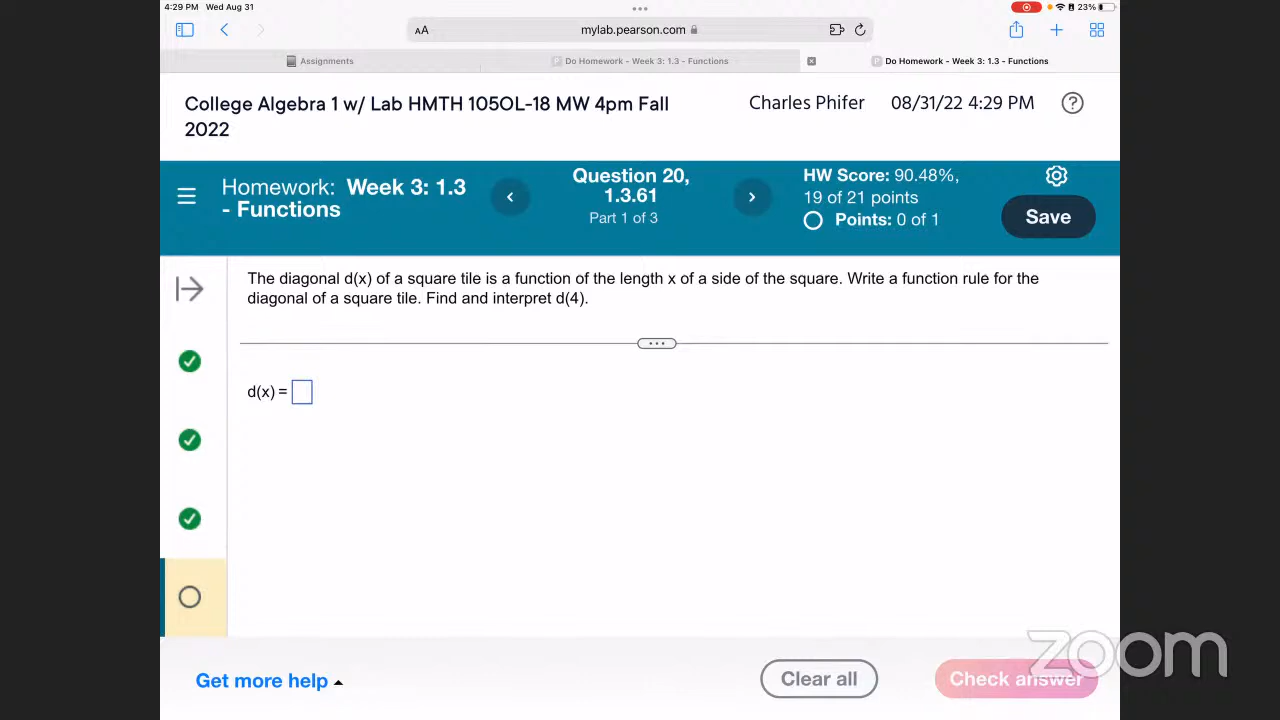 4:29 PM Wed Aug 31
23%
AA mylab.pearson.com
Assignments
Do Homework - Week 3: 1.3 - Functions
Do Homework - Week 3: 1.3 - Functions
College Algebra 1 w/ Lab HMTH 105OL-18 MW 4pm Fall
2022
Charles Phifer 08/31/22 4:29 PM ?
Homework: Week 3: 1.3
- Functions
Question 20,
1.3.61
Part 1 of 3
HW Score: 90.48%,
19 of 21 points
Points: 0 of 1
Save
The diagonal d(x) of a square tile is a function of the length x of a side of the square. Write a function rule for the
diagonal of a square tile. Find and interpret d(4).
d(x) =
Get more help
Clear all
Check answer
zoom